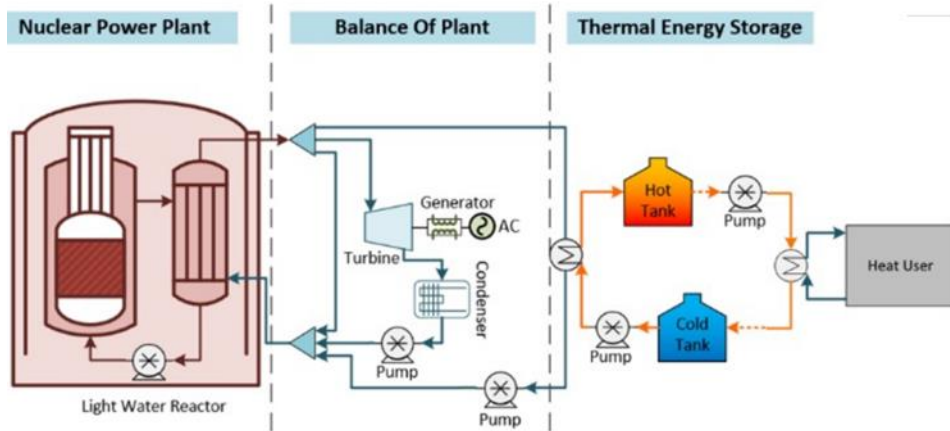 Nuclear Power Plant
Balance Of Plant
Thermal Energy Storage
Hot
Tank
Pump
Generator
AC
Turbine
Heat User
Condenser
Cold
Tank
Pump
Pump
Pump
Light Water Reactor